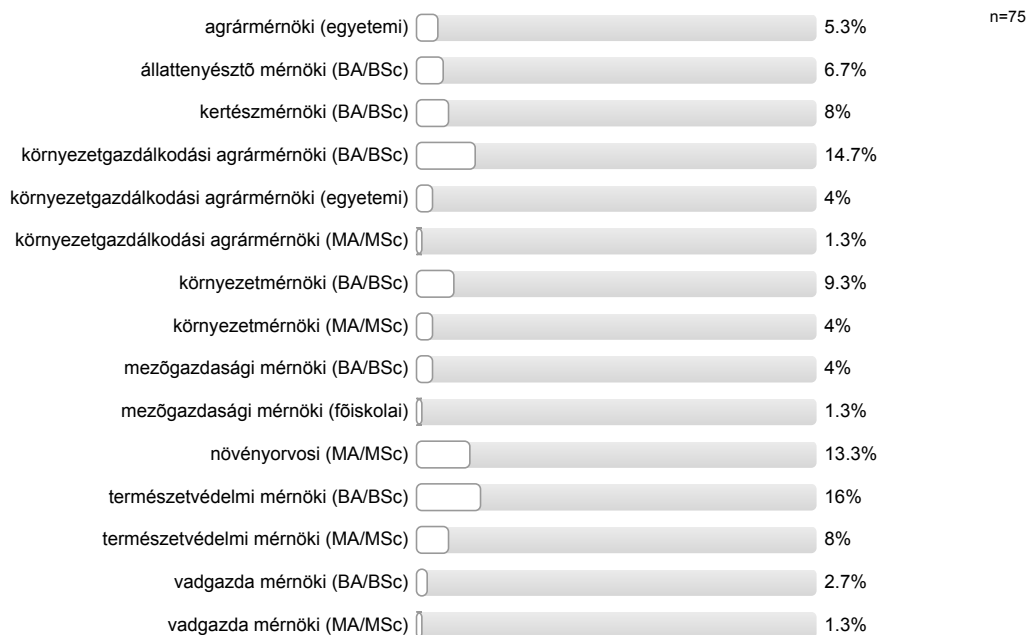 agrármérnöki (egyetemi) 5.3% n=75
állattenyésztõ mérnöki (BA/BSc) 6.7%
kertészmérnöki (BA/BSc) 8%
környezetgazdálkodási agrármérnöki (BA/BSc) 14.7%
környezetgazdálkodási agrármérnöki (egyetemi) 4%
környezetgazdálkodási agrármérnöki (MA/MSc) 1.3%
környezetmérnöki (BA/BSc) 9.3%
környezetmérnöki (MA/MSc) 4%
mezõgazdasági mérnöki (BA/BSc) 4%
mezõgazdasági mérnöki (fõiskolai) 1.3%
növényorvosi (MA/MSc) 13.3%
természetvédelmi mérnöki (BA/BSc) 16%
természetvédelmi mérnöki (MA/MSc) 8%
vadgazda mérnöki (BA/BSc) 2.7%
vadgazda mérnöki (MA/MSc) 1.3%